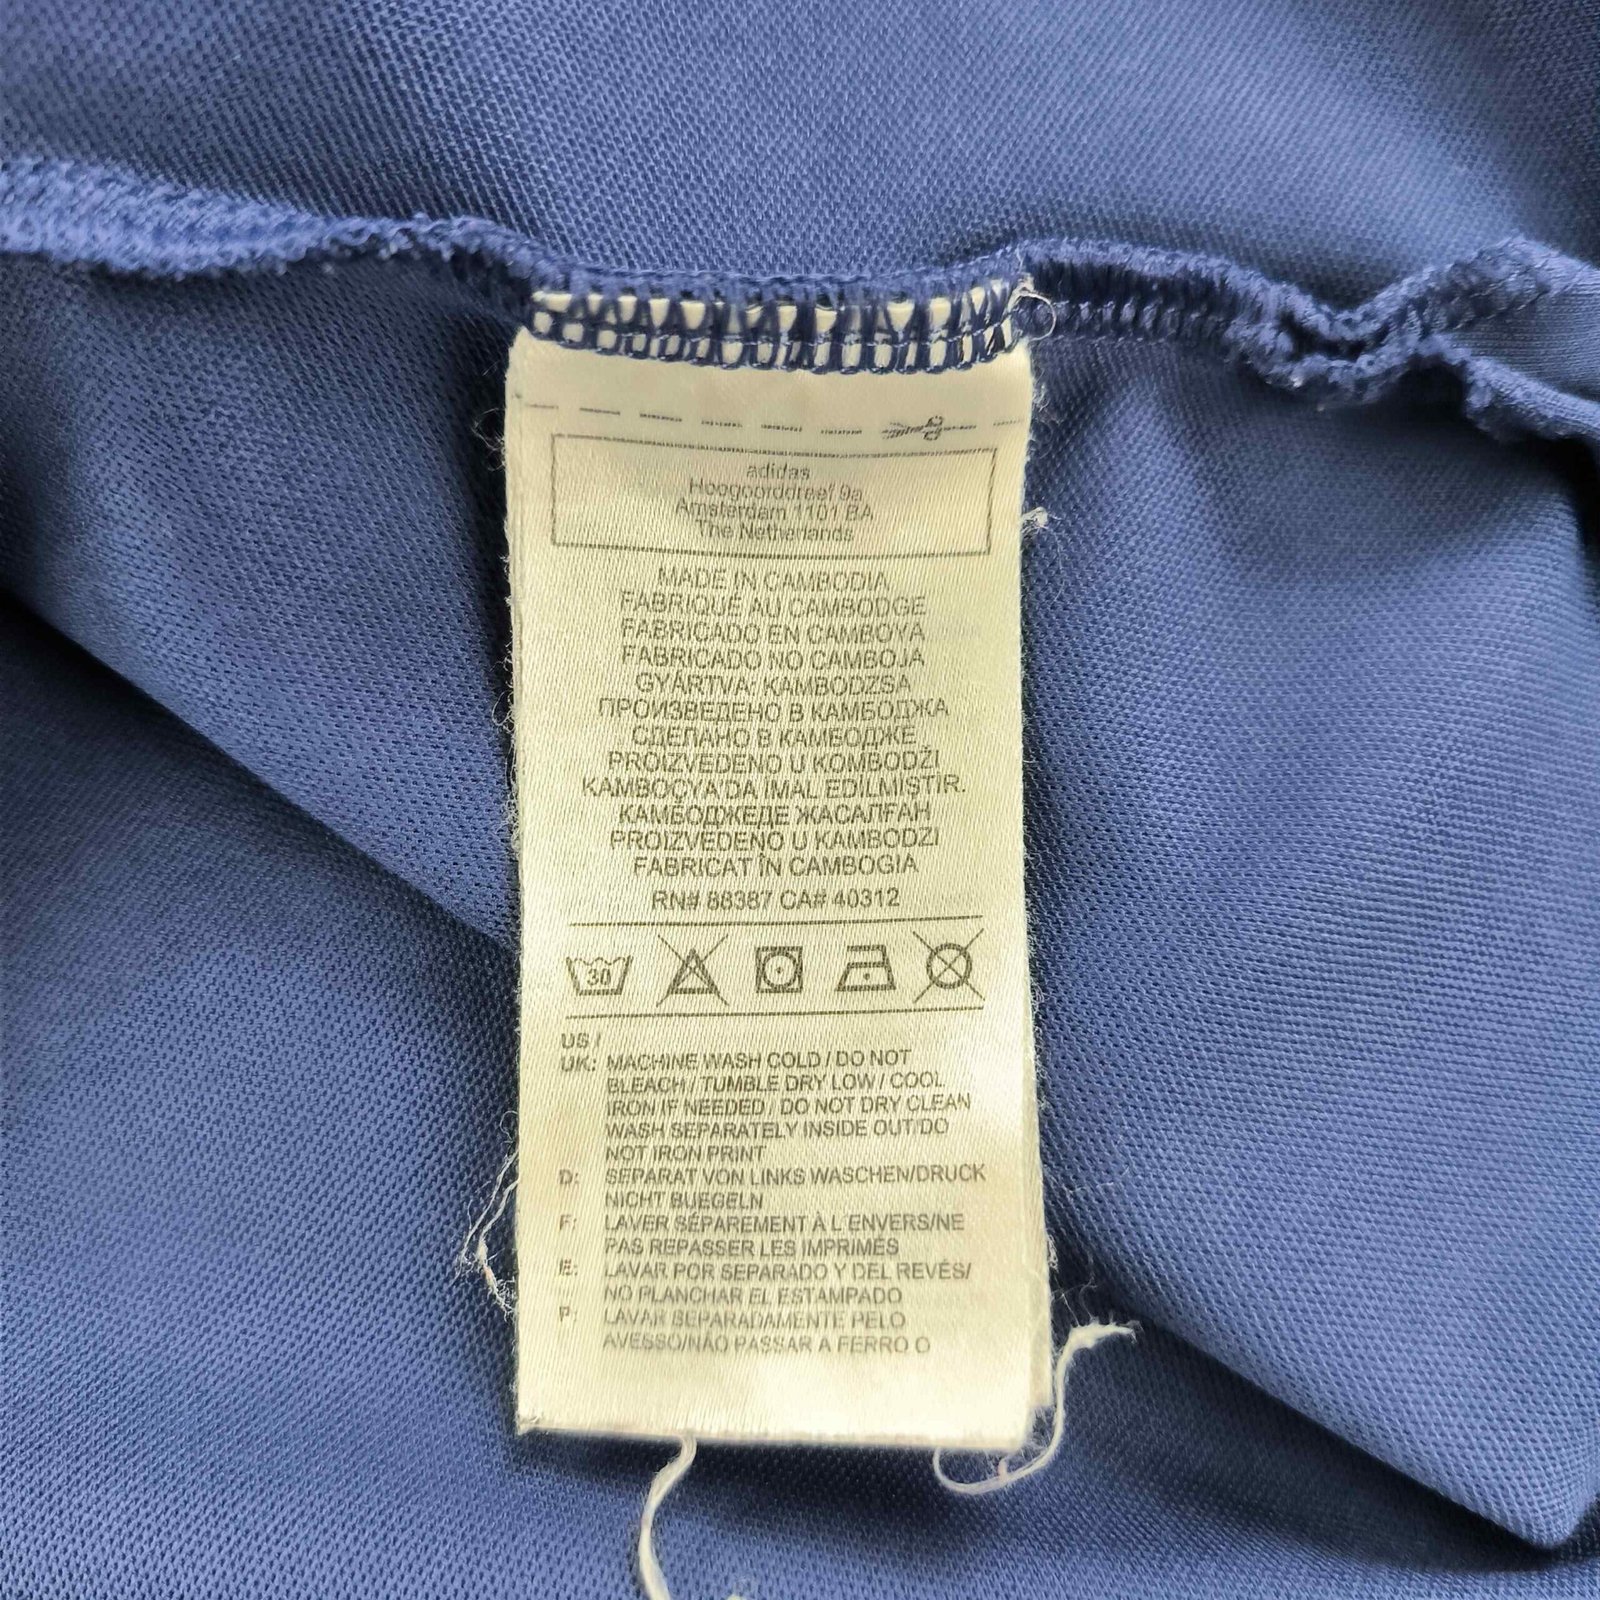 adidas
Hoogoorddreef 9a
Amsterdam 1101 BA
The Netherlands
MADE IN CAMBODIA
FABRIQUÉ AU CAMBODGE
FABRICADO EN CAMBOYA
FABRICADO NO CAMBOJA
GYÁRTVA: KAMBODZSA
ПРОИЗВЕДЕНО В КАМБОДЖА
СДЕЛАНО В КАМБОДЖЕ
PROIZVEDENO U KOMBODŽI
KAMBOÇYA'DA IMAL EDİLMİŞTİR.
КАМБОДЖЕДЕ ЖАСАЛҒАН
PROIZVEDENO U KAMBODZI
FABRICAT ÎN CAMBOGIA
RN# 88387 CA# 40312
30
US /
UK: MACHINE WASH COLD / DO NOT
BLEACH / TUMBLE DRY LOW / COOL
IRON IF NEEDED / DO NOT DRY CLEAN
WASH SEPARATELY INSIDE OUT/DO
NOT IRON PRINT
D: SEPARAT VON LINKS WASCHEN/DRUCK
NICHT BUEGELN
F: LAVER SÉPAREMENT À L'ENVERS/NE
PAS REPASSER LES IMPRIMÉS
E: LAVAR POR SEPARADO Y DEL REVÉS/
NO PLANCHAR EL ESTAMPADO
P: LAVAR SEPARADAMENTE PELO
AVESSO/NÃO PASSAR A FERRO O